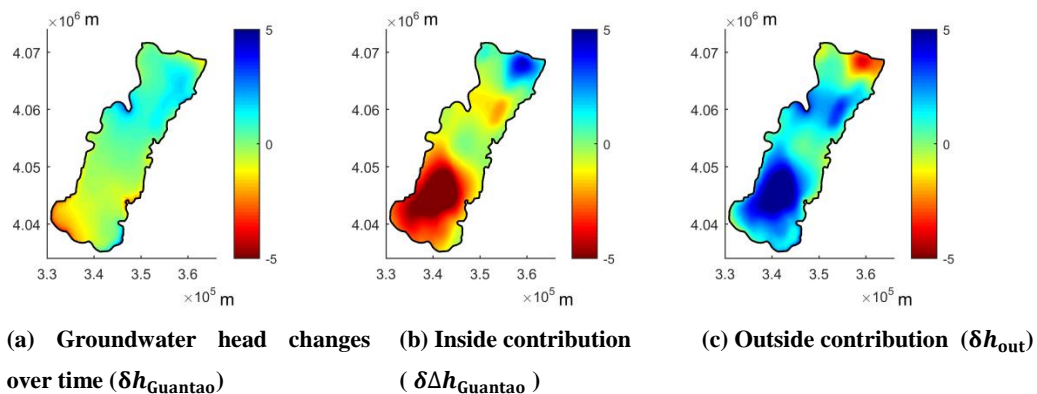 ×10⁶ m
4.07
4.06
4.05
4.04
3.3 3.4 3.5 3.6
×10⁵ m
5
0
-5
×10⁶ m
4.07
4.06
4.05
4.04
3.3 3.4 3.5 3.6
×10⁵ m
5
0
-5
×10⁶ m
4.07
4.06
4.05
4.04
3.3 3.4 3.5 3.6
×10⁵ m
5
0
-5
(a) Groundwater head changes
over time (δh_Guantao)
(b) Inside contribution
( δΔh_Guantao )
(c) Outside contribution (δh_out)